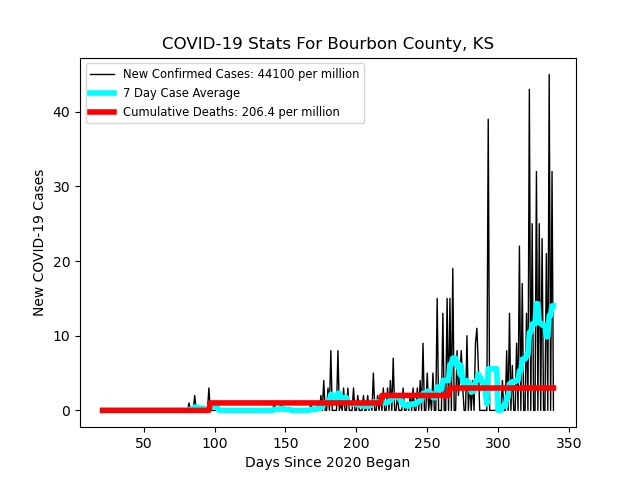 COVID-19 Stats For Bourbon County, KS
New Confirmed Cases: 44100 per million
7 Day Case Average
Cumulative Deaths: 206.4 per million
New COVID-19 Cases
40
30
20
10
0
50
100
150
200
250
300
350
Days Since 2020 Began